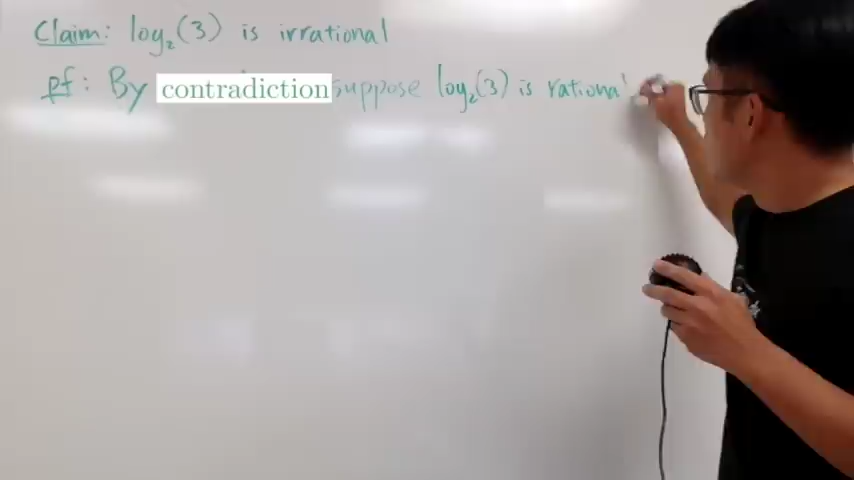 Claim: log₂(3) is irrational
pf: By contradiction suppose log₂(3) is rational